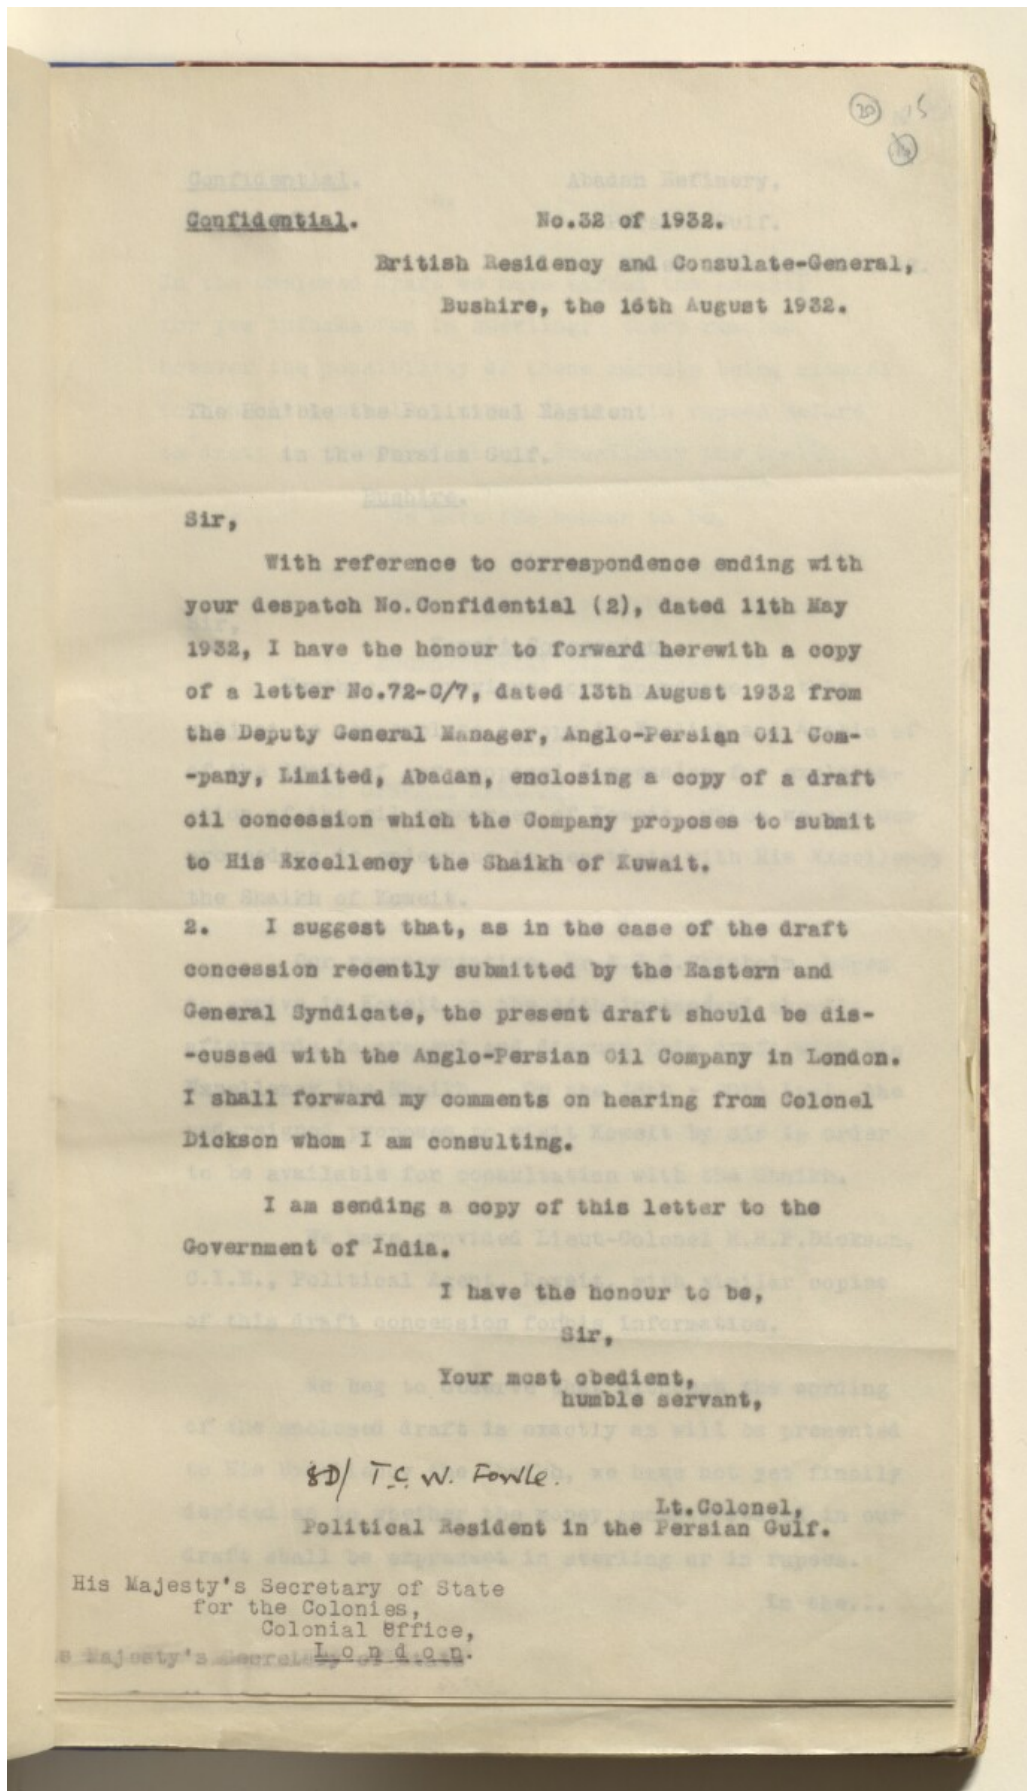 20
Confidential. No.32 of 1932.
British Residency and Consulate-General,
Bushire, the 16th August 1932.
Sir,
With reference to correspondence ending with
your despatch No.Confidential (2), dated 11th May
1932, I have the honour to forward herewith a copy
of a letter No.72-C/7, dated 13th August 1932 from
the Deputy General Manager, Anglo-Persian Oil Com-
-pany, Limited, Abadan, enclosing a copy of a draft
oil concession which the Company proposes to submit
to His Excellency the Shaikh of Kuwait.
2. I suggest that, as in the case of the draft
concession recently submitted by the Eastern and
General Syndicate, the present draft should be dis-
-cussed with the Anglo-Persian Oil Company in London.
I shall forward my comments on hearing from Colonel
Dickson whom I am consulting.
I am sending a copy of this letter to the
Government of India.
I have the honour to be,
Sir,
Your most obedient,
humble servant,
SD/ T.C.W. Fowle.
Lt.Colonel,
Political Resident in the Persian Gulf.
His Majesty's Secretary of State
for the Colonies,
Colonial Office,
London.